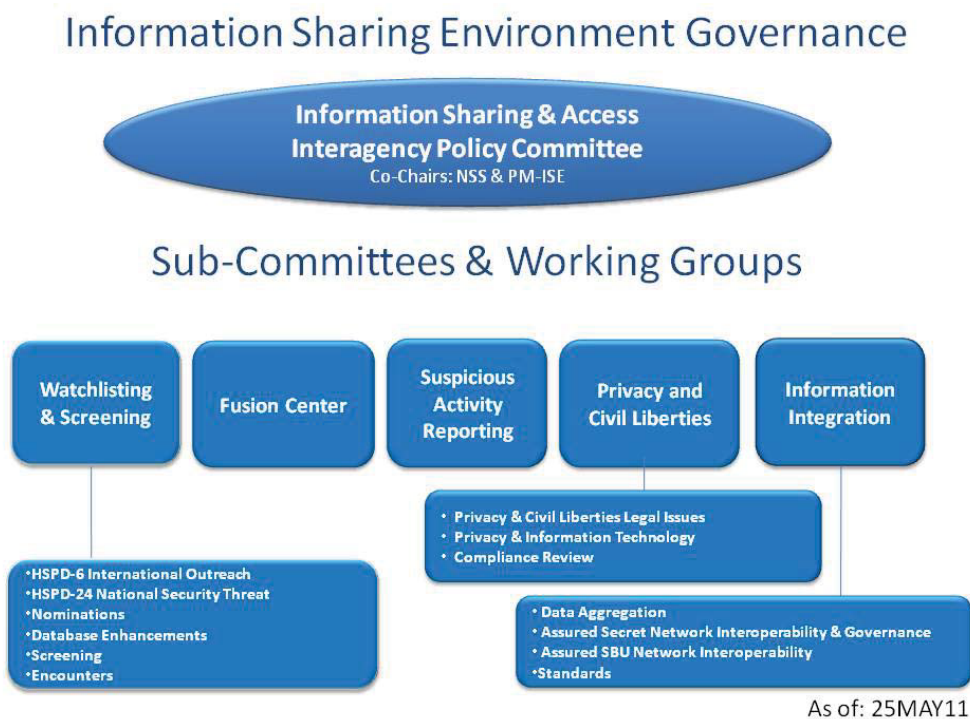 Information Sharing Environment Governance
Information Sharing & Access
Interagency Policy Committee
Co-Chairs: NSS & PM-ISE
Sub-Committees & Working Groups
Watchlisting
& Screening
Fusion Center
Suspicious
Activity
Reporting
Privacy and
Civil Liberties
Information
Integration
• Privacy & Civil Liberties Legal Issues
• Privacy & Information Technology
• Compliance Review
•HSPD-6 International Outreach
•HSPD-24 National Security Threat
•Nominations
•Database Enhancements
•Screening
•Encounters
• Data Aggregation
• Assured Secret Network Interoperability & Governance
• Assured SBU Network Interoperability
•Standards
As of: 25MAY11